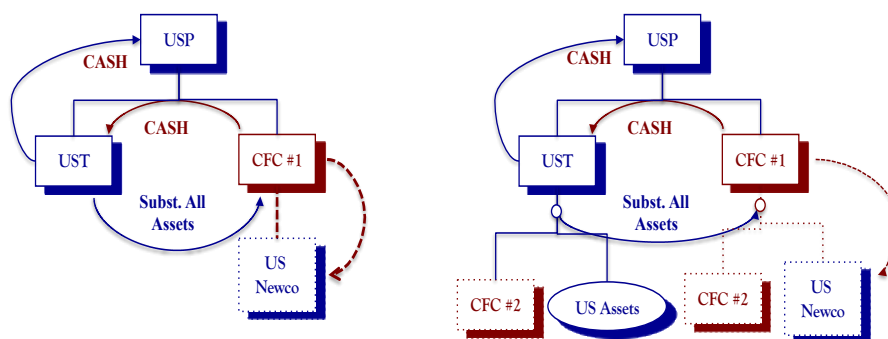 USP
CASH
CASH
UST
CFC #1
Subst. All
Assets
US
Newco
USP
CASH
CASH
UST
CFC #1
Subst. All
Assets
CFC #2
US Assets
CFC #2
US
Newco